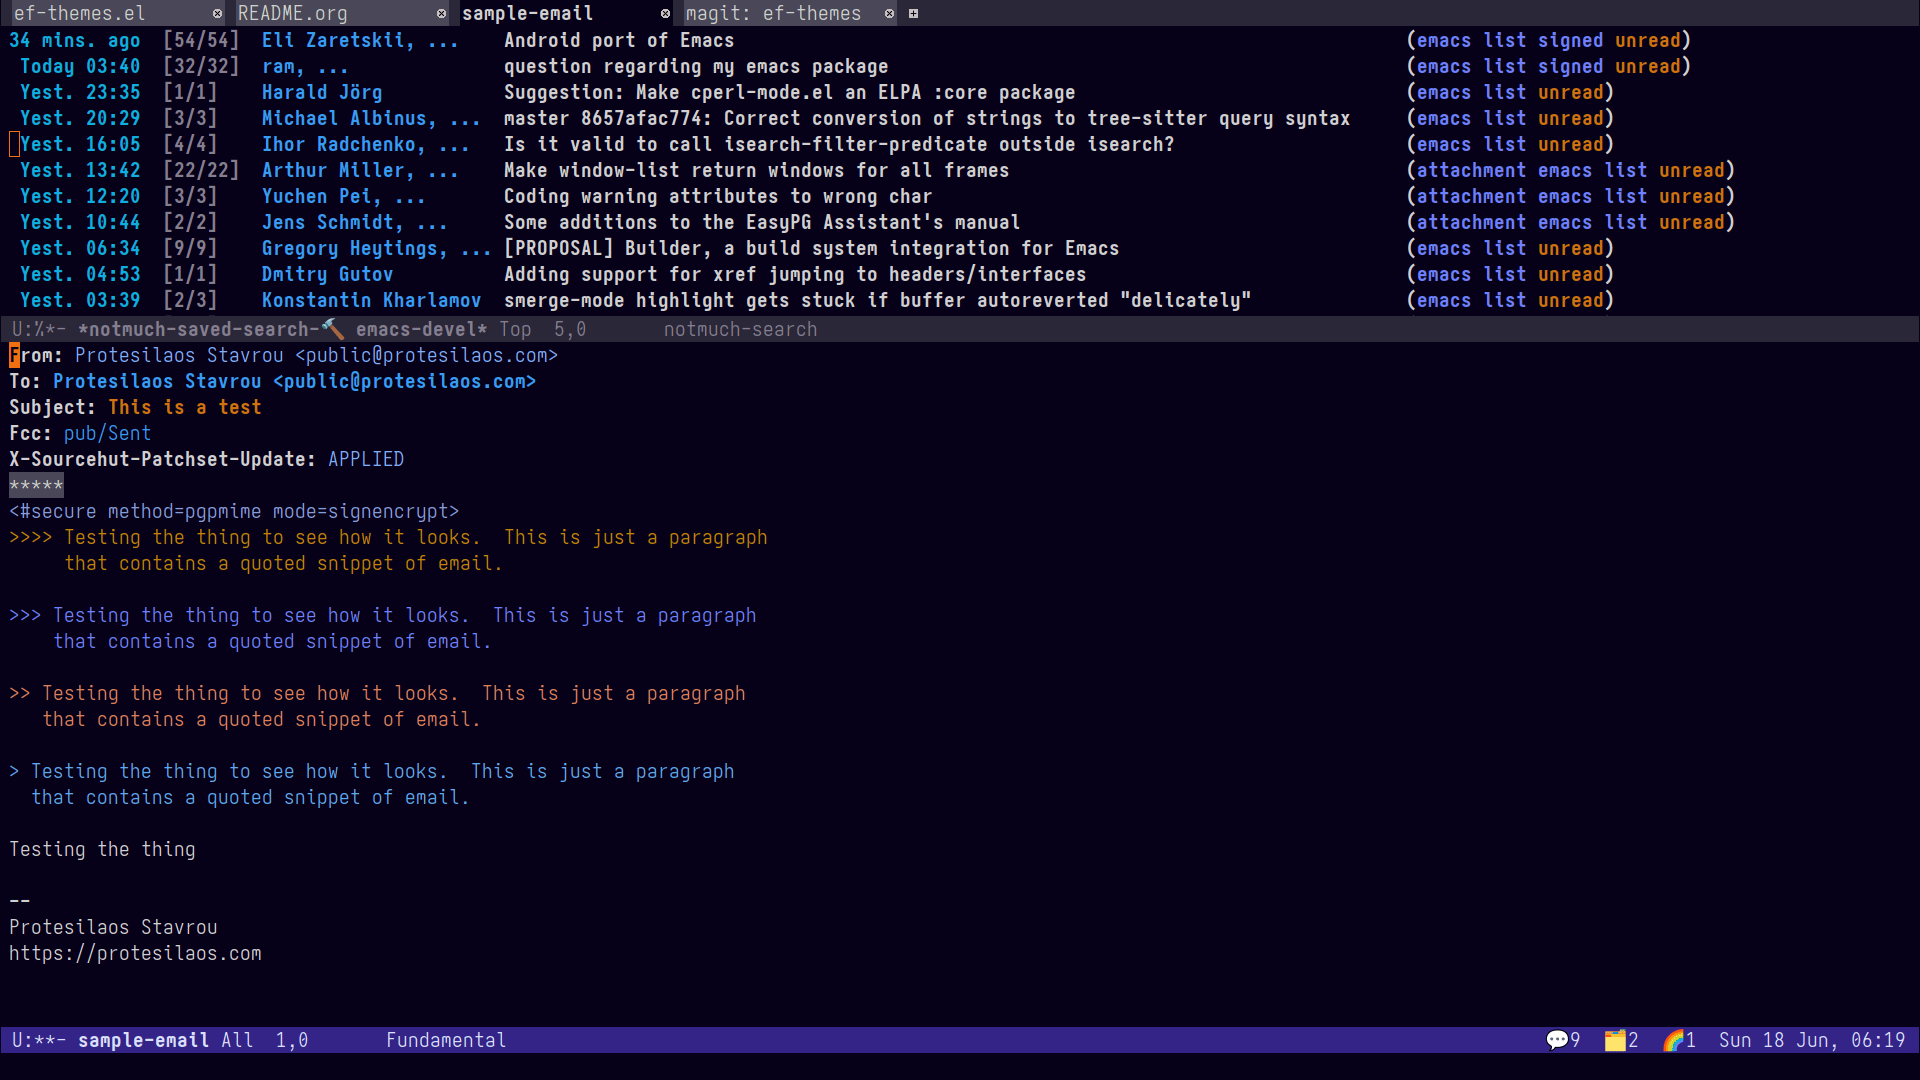 ef-themes.el README.org sample-email magit: ef-themes
34 mins. ago [54/54] Eli Zaretskii, ... Android port of Emacs (emacs list signed unread)
Today 03:40 [32/32] ram, ... question regarding my emacs package (emacs list signed unread)
Yest. 23:35 [1/1] Harald Jörg Suggestion: Make cperl-mode.el an ELPA :core package (emacs list unread)
Yest. 20:29 [3/3] Michael Albinus, ... master 8657afac774: Correct conversion of strings to tree-sitter query syntax (emacs list unread)
Yest. 16:05 [4/4] Ihor Radchenko, ... Is it valid to call isearch-filter-predicate outside isearch? (emacs list unread)
Yest. 13:42 [22/22] Arthur Miller, ... Make window-list return windows for all frames (attachment emacs list unread)
Yest. 12:20 [3/3] Yuchen Pei, ... Coding warning attributes to wrong char (attachment emacs list unread)
Yest. 10:44 [2/2] Jens Schmidt, ... Some additions to the EasyPG Assistant's manual (attachment emacs list unread)
Yest. 06:34 [9/9] Gregory Heytings, ... [PROPOSAL] Builder, a build system integration for Emacs (emacs list unread)
Yest. 04:53 [1/1] Dmitry Gutov Adding support for xref jumping to headers/interfaces (emacs list unread)
Yest. 03:39 [2/3] Konstantin Kharlamov smerge-mode highlight gets stuck if buffer autoreverted "delicately" (emacs list unread)
U:%*- *notmuch-saved-search-🔨 emacs-devel* Top 5,0 notmuch-search
From: Protesilaos Stavrou <public@protesilaos.com>
To: Protesilaos Stavrou <public@protesilaos.com>
Subject: This is a test
Fcc: pub/Sent
X-Sourcehut-Patchset-Update: APPLIED
*****
<#secure method=pgpmime mode=signencrypt>
>>>> Testing the thing to see how it looks.  This is just a paragraph
that contains a quoted snippet of email.
>>> Testing the thing to see how it looks.  This is just a paragraph
that contains a quoted snippet of email.
>> Testing the thing to see how it looks.  This is just a paragraph
that contains a quoted snippet of email.
> Testing the thing to see how it looks.  This is just a paragraph
that contains a quoted snippet of email.
Testing the thing
--
Protesilaos Stavrou
https://protesilaos.com
U:**- sample-email All 1,0 Fundamental 💬9 🗂️2 🌈1 Sun 18 Jun, 06:19